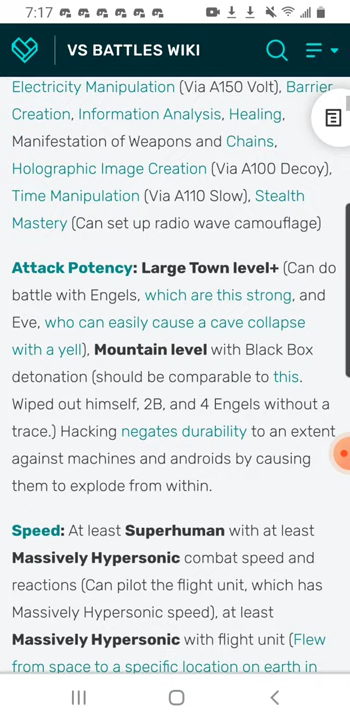 7:17
VS BATTLES WIKI
Electricity Manipulation (Via A150 Volt), Barrier
Creation, Information Analysis, Healing,
Manifestation of Weapons and Chains,
Holographic Image Creation (Via A100 Decoy),
Time Manipulation (Via A110 Slow), Stealth
Mastery (Can set up radio wave camouflage)
Attack Potency: Large Town level+ (Can do
battle with Engels, which are this strong, and
Eve, who can easily cause a cave collapse
with a yell), Mountain level with Black Box
detonation (should be comparable to this.
Wiped out himself, 2B, and 4 Engels without a
trace.) Hacking negates durability to an extent
against machines and androids by causing
them to explode from within.
Speed: At least Superhuman with at least
Massively Hypersonic combat speed and
reactions (Can pilot the flight unit, which has
Massively Hypersonic speed), at least
Massively Hypersonic with flight unit (Flew
from space to a specific location on earth in